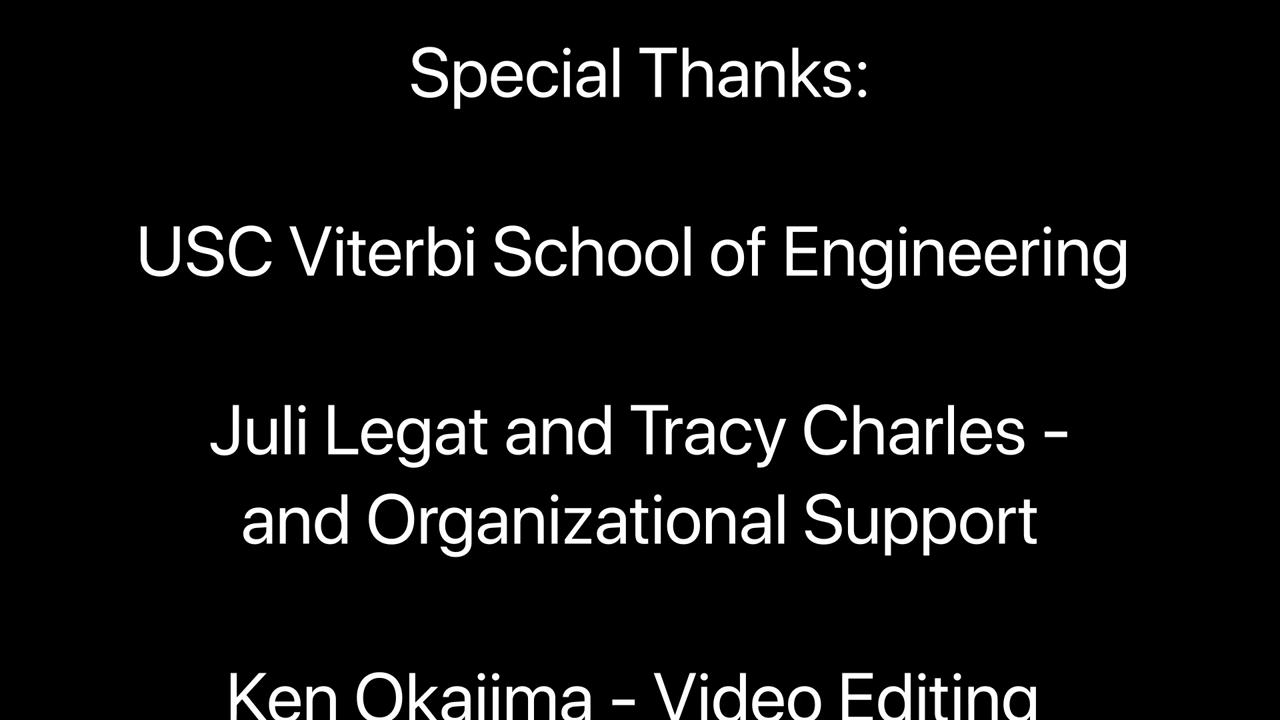 Special Thanks:
USC Viterbi School of Engineering
Juli Legat and Tracy Charles -
and Organizational Support
Ken Okajima - Video Editing